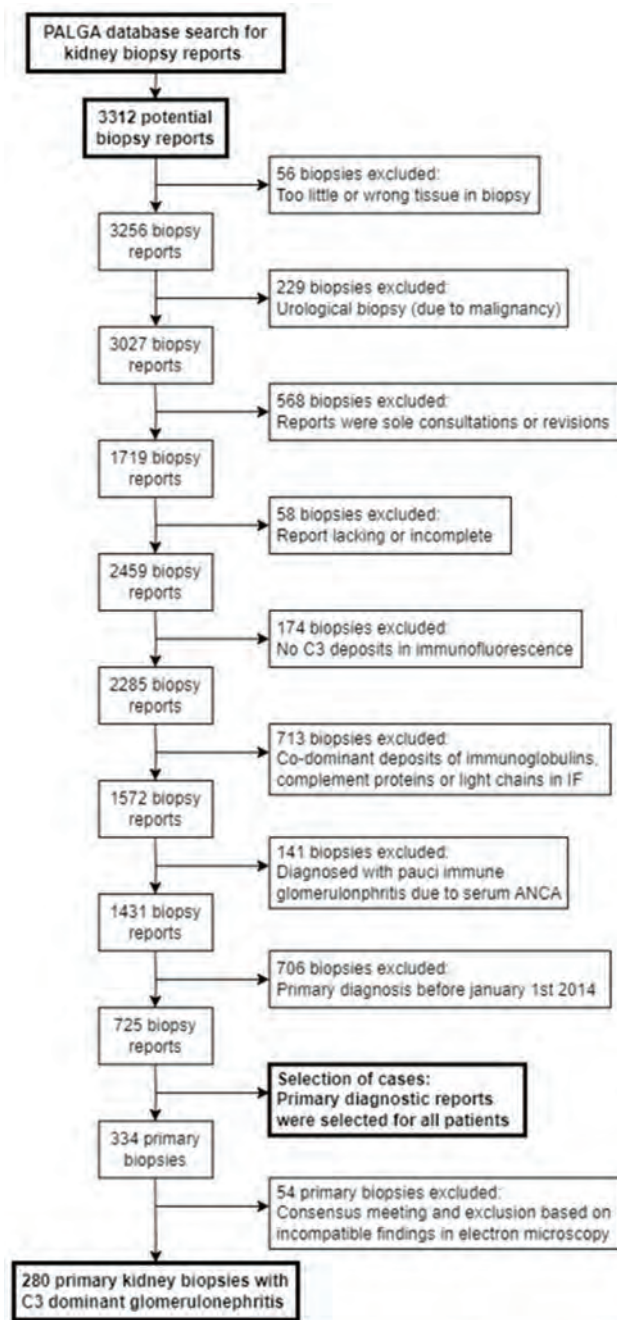 PALGA database search for
kidney biopsy reports
3312 potential
biopsy reports
56 biopsies excluded:
Too little or wrong tissue in biopsy
3256 biopsy
reports
229 biopsies excluded:
Urological biopsy (due to malignancy)
3027 biopsy
reports
568 biopsies excluded:
Reports were sole consultations or revisions
1719 biopsy
reports
58 biopsies excluded:
Report lacking or incomplete
2459 biopsy
reports
174 biopsies excluded:
No C3 deposits in immunofluorescence
2285 biopsy
reports
713 biopsies excluded:
Co-dominant deposits of immunoglobulins,
complement proteins or light chains in IF
1572 biopsy
reports
141 biopsies excluded:
Diagnosed with pauci immune
glomerulonphritis due to serum ANCA
1431 biopsy
reports
706 biopsies excluded:
Primary diagnosis before january 1st 2014
725 biopsy
reports
Selection of cases:
Primary diagnostic reports
were selected for all patients
334 primary
biopsies
54 primary biopsies excluded:
Consensus meeting and exclusion based on
incompatible findings in electron microscopy
280 primary kidney biopsies with
C3 dominant glomerulonephritis